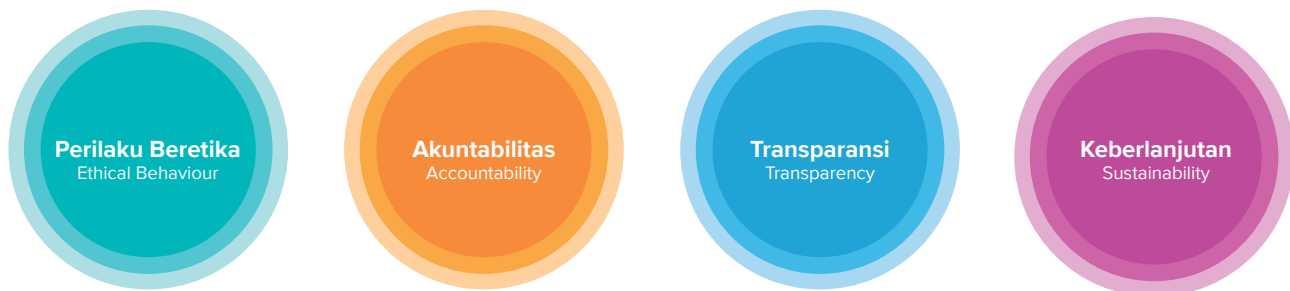 Perilaku Beretika
Ethical Behaviour
Akuntabilitas
Accountability
Transparansi
Transparency
Keberlanjutan
Sustainability